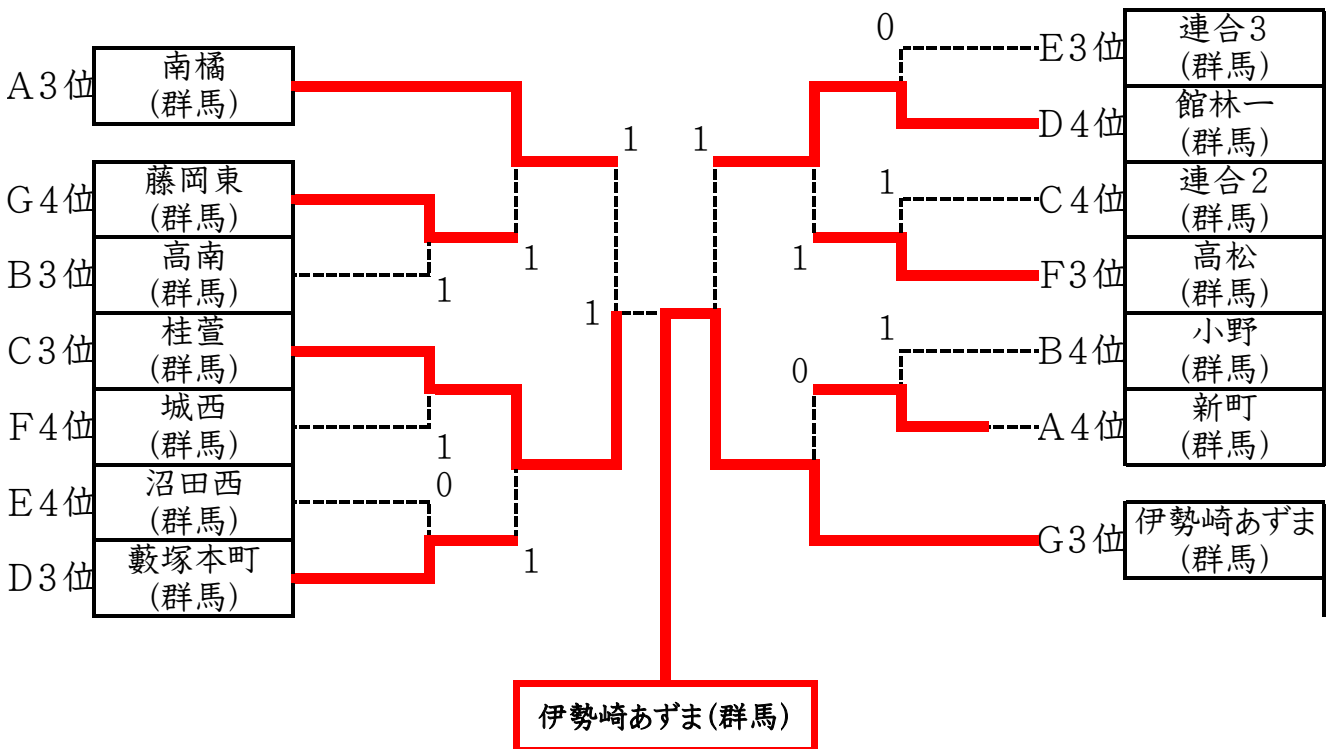 A3位
南橘
(群馬)
G4位
藤岡東
(群馬)
B3位
高南
(群馬)
C3位
桂萱
(群馬)
F4位
城西
(群馬)
E4位
沼田西
(群馬)
D3位
藪塚本町
(群馬)
1
1
1
1
0
1
1
1
0
1
1
1
0
E3位
連合3
(群馬)
D4位
館林一
(群馬)
C4位
連合2
(群馬)
F3位
高松
(群馬)
B4位
小野
(群馬)
A4位
新町
(群馬)
G3位
伊勢崎あずま
(群馬)
伊勢崎あずま(群馬)